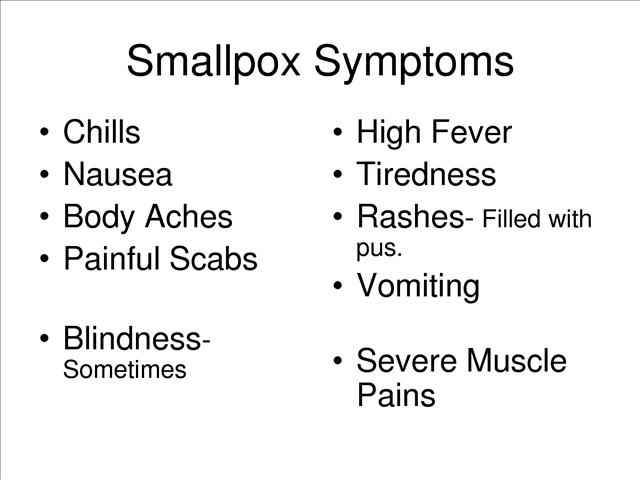 Smallpox Symptoms
• Chills
• Nausea
• Body Aches
• Painful Scabs
• Blindness-
Sometimes
• High Fever
• Tiredness
• Rashes- Filled with
pus.
• Vomiting
• Severe Muscle
Pains